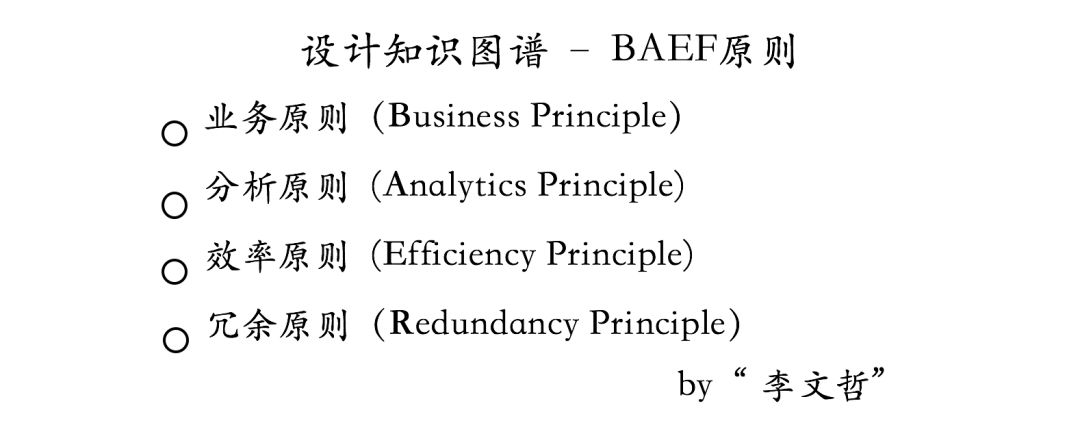 设计知识图谱 – BAEF原则
业务原则（Business Principle）
分析原则（Analytics Principle）
效率原则（Efficiency Principle）
冗余原则（Redundancy Principle）
by “ 李文哲”